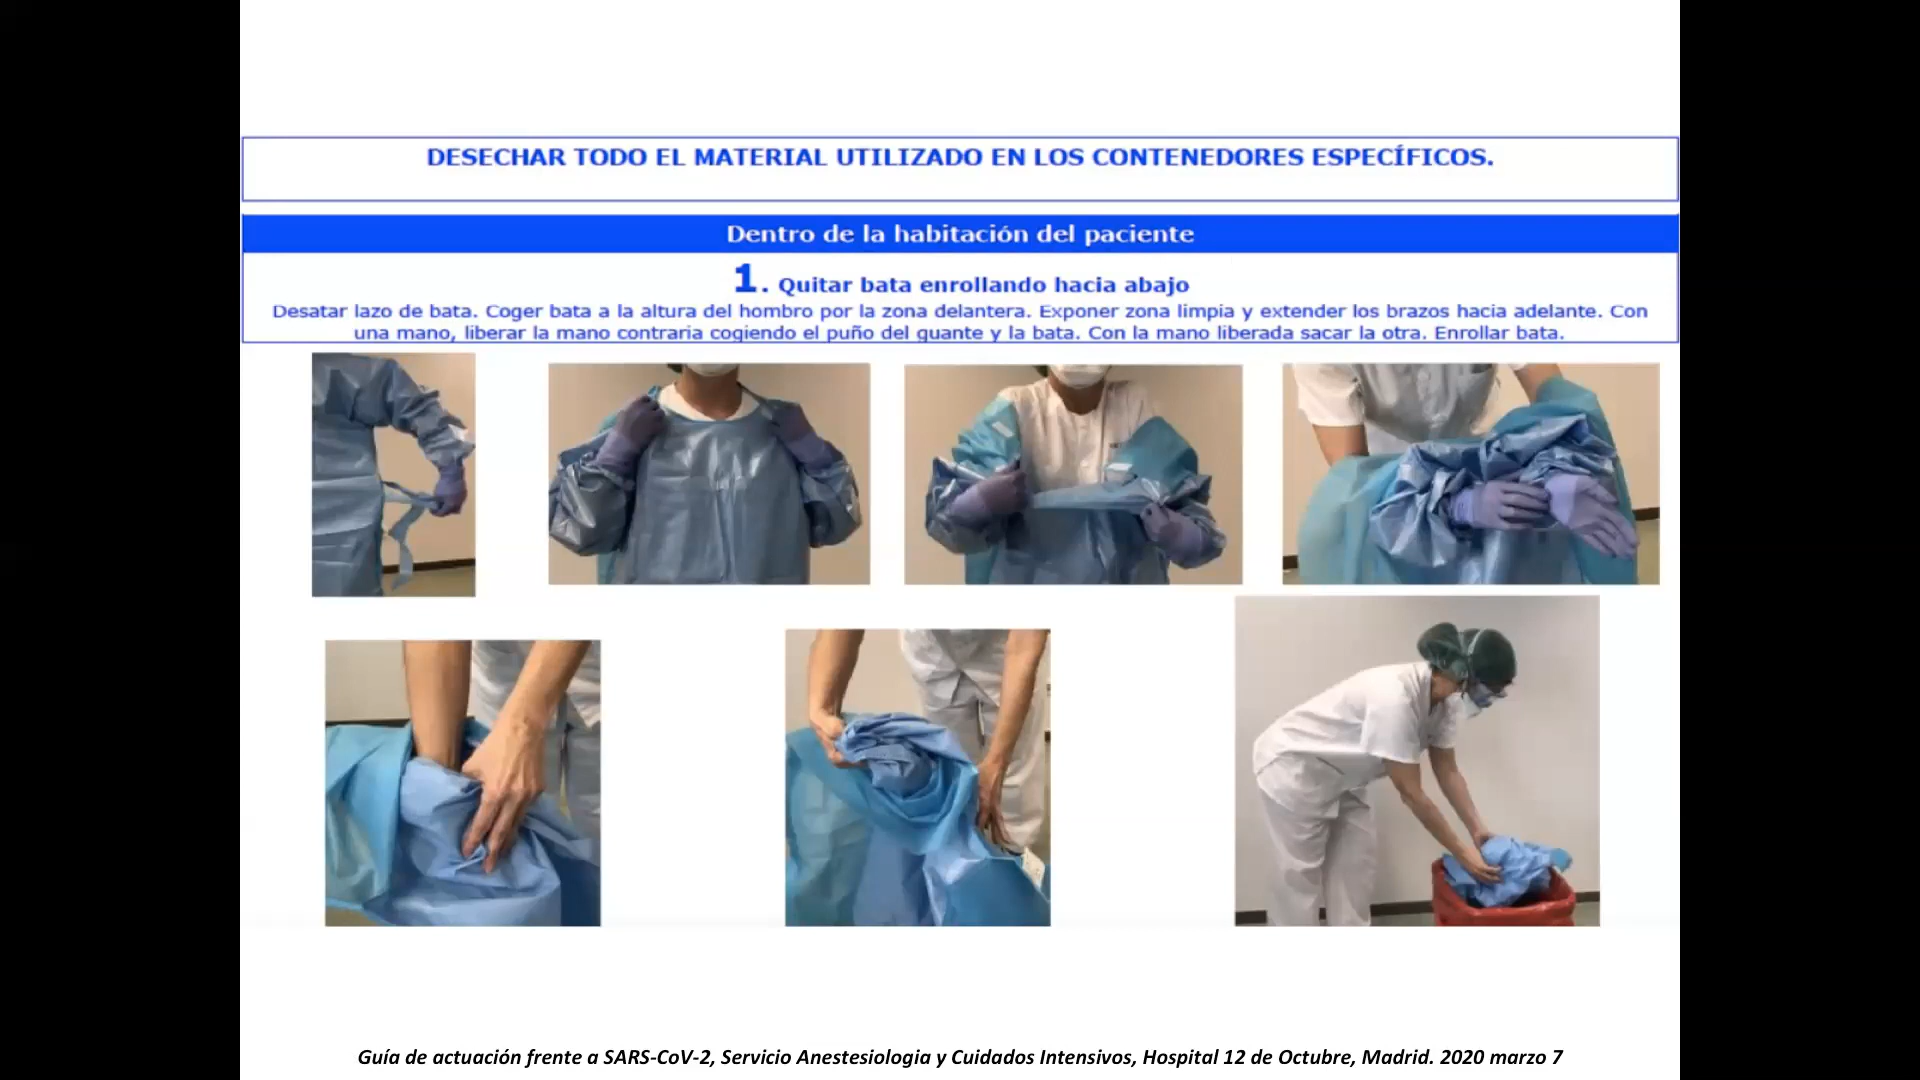 DESECHAR TODO EL MATERIAL UTILIZADO EN LOS CONTENEDORES ESPECÍFICOS.
Dentro de la habitación del paciente
1. Quitar bata enrollando hacia abajo
Desatar lazo de bata. Coger bata a la altura del hombro por la zona delantera. Exponer zona limpia y extender los brazos hacia adelante. Con
una mano, liberar la mano contraria cogiendo el puño del guante y la bata. Con la mano liberada sacar la otra. Enrollar bata.
Guía de actuación frente a SARS-CoV-2, Servicio Anestesiologia y Cuidados Intensivos, Hospital 12 de Octubre, Madrid. 2020 marzo 7